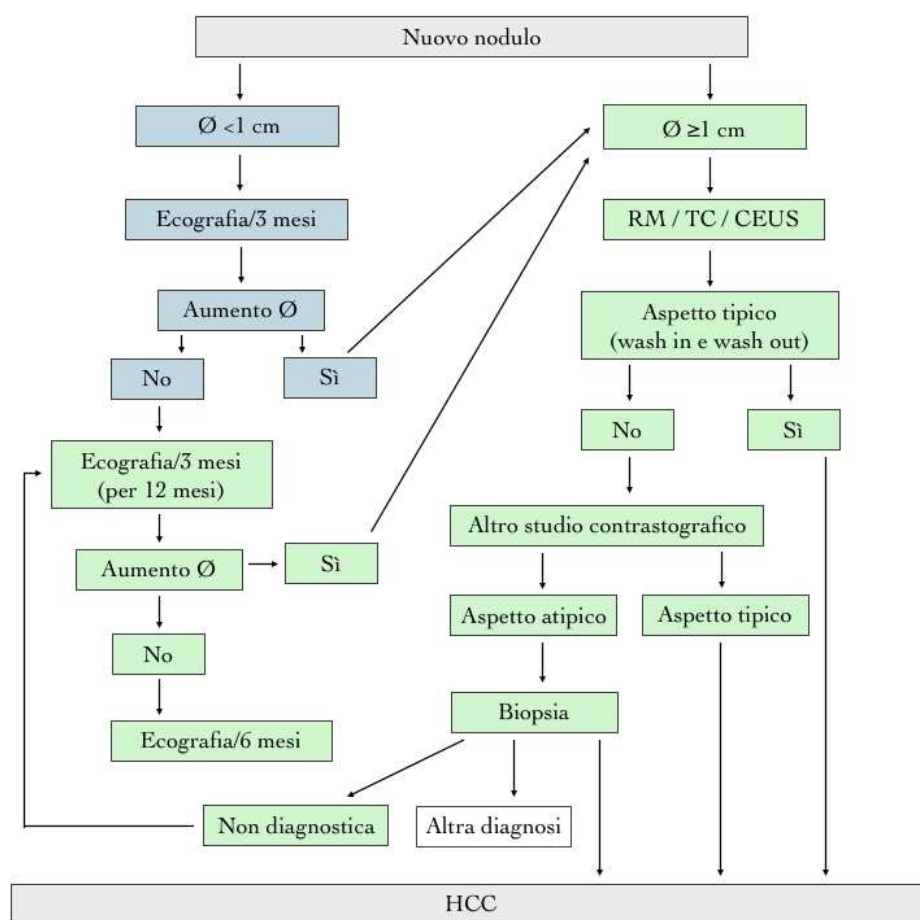 Nuovo nodulo
Ø <1 cm
Ø ≥1 cm
Ecografia/3 mesi
RM / TC / CEUS
Aumento Ø
Aspetto tipico
(wash in e wash out)
No
Sì
No
Sì
Ecografia/3 mesi
(per 12 mesi)
Altro studio contrastografico
Aumento Ø
Sì
Aspetto atipico
Aspetto tipico
No
Biopsia
Ecografia/6 mesi
Non diagnostica
Altra diagnosi
HCC